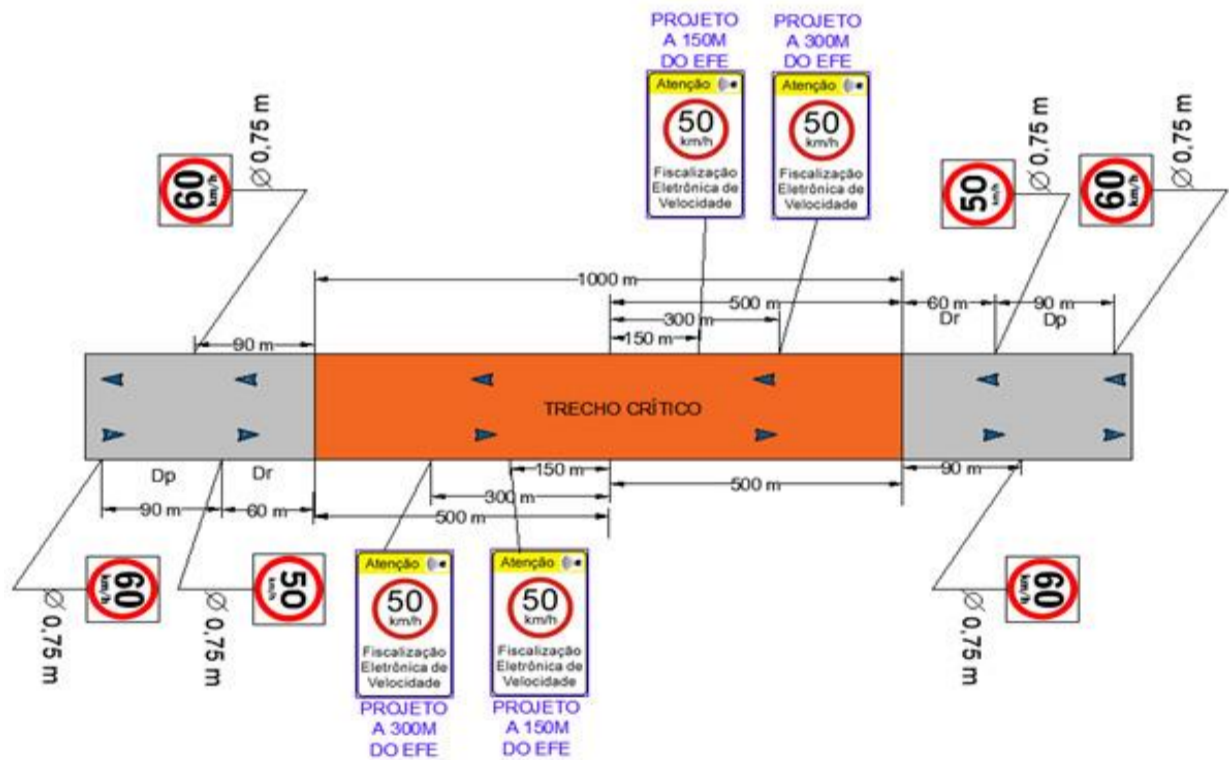 PROJETO
A 150M
DO EFE
PROJETO
A 300M
DO EFE
Atenção
50
km/h
Fiscalização
Eletrônica de
Velocidade
Atenção
50
km/h
Fiscalização
Eletrônica de
Velocidade
60
km/h
Ø 0,75 m
50
km/h
Ø 0,75 m
60
km/h
Ø 0,75 m
1000 m
500 m
60 m
90 m
300 m
Dr
Dp
90 m
150 m
TRECHO CRÍTICO
Dp
Dr
150 m
90 m
300 m
500 m
90 m
60 m
500 m
60
km/h
Ø 0,75 m
50
km/h
Ø 0,75 m
Atenção
50
km/h
Fiscalização
Eletrônica de
Velocidade
PROJETO
A 300M
DO EFE
Atenção
50
km/h
Fiscalização
Eletrônica de
Velocidade
PROJETO
A 150M
DO EFE
60
km/h
Ø 0,75 m